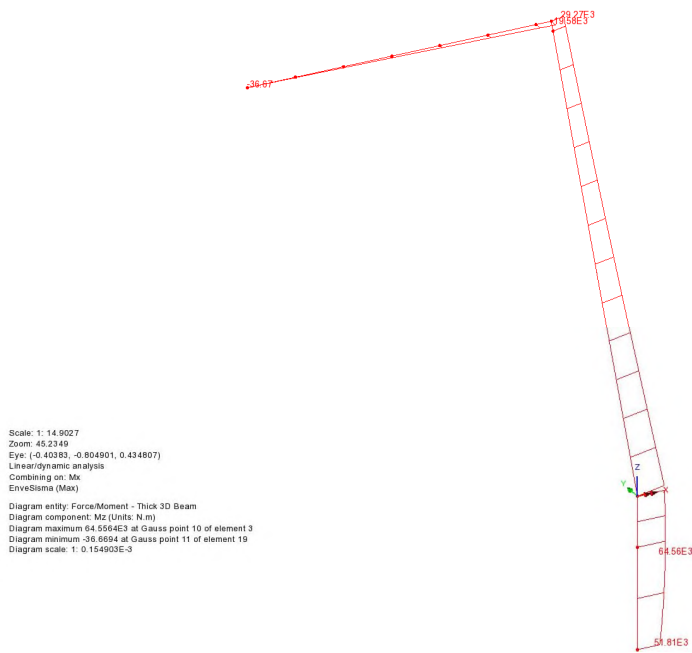 29.27E3
19.58E3
-36.67
Scale: 1: 14.9027
Zoom: 45.2349
Eye: (-0.40383, -0.804901, 0.434807)
Linear/dynamic analysis
Combining on: Mx
EnveSisma (Max)
Diagram entity: Force/Moment - Thick 3D Beam
Diagram component: Mz (Units: N.m)
Diagram maximum 64.5564E3 at Gauss point 10 of element 3
Diagram minimum -36.6694 at Gauss point 11 of element 19
Diagram scale: 1: 0.154903E-3
Z
Y
X
64.56E3
51.81E3